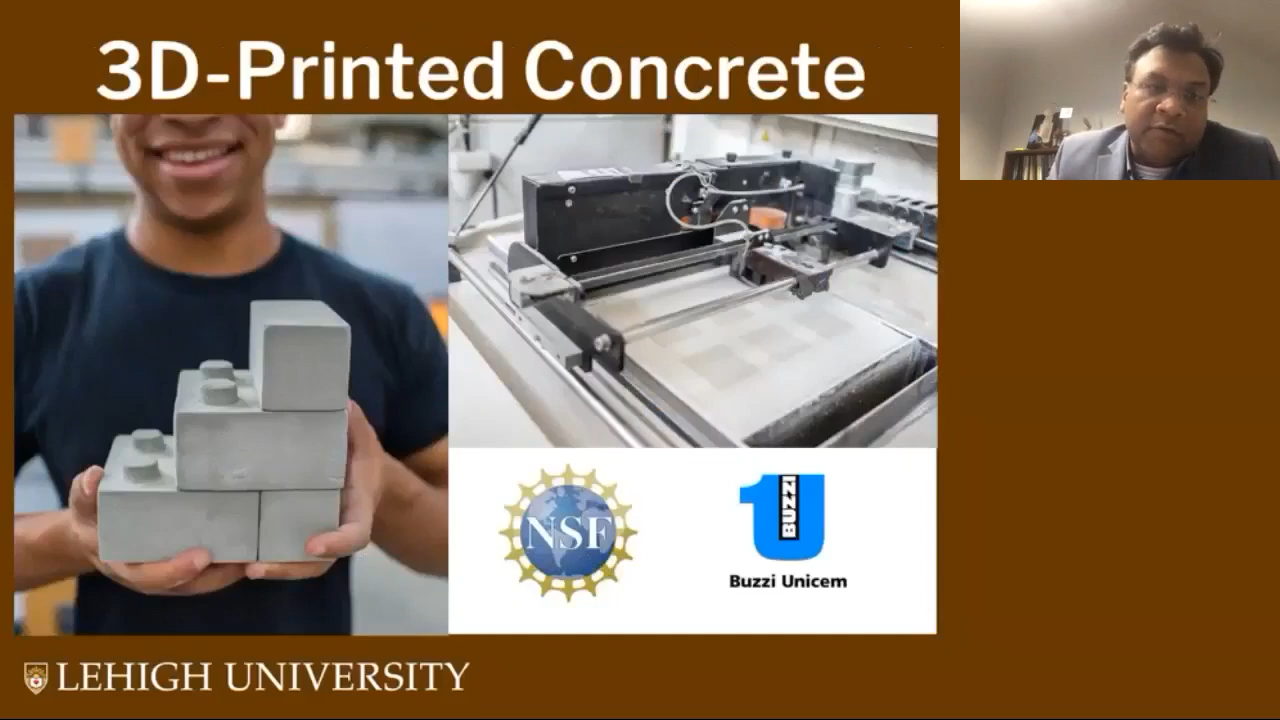 3D-Printed Concrete
NSF
BUZZI
Buzzi Unicem
LEHIGH UNIVERSITY